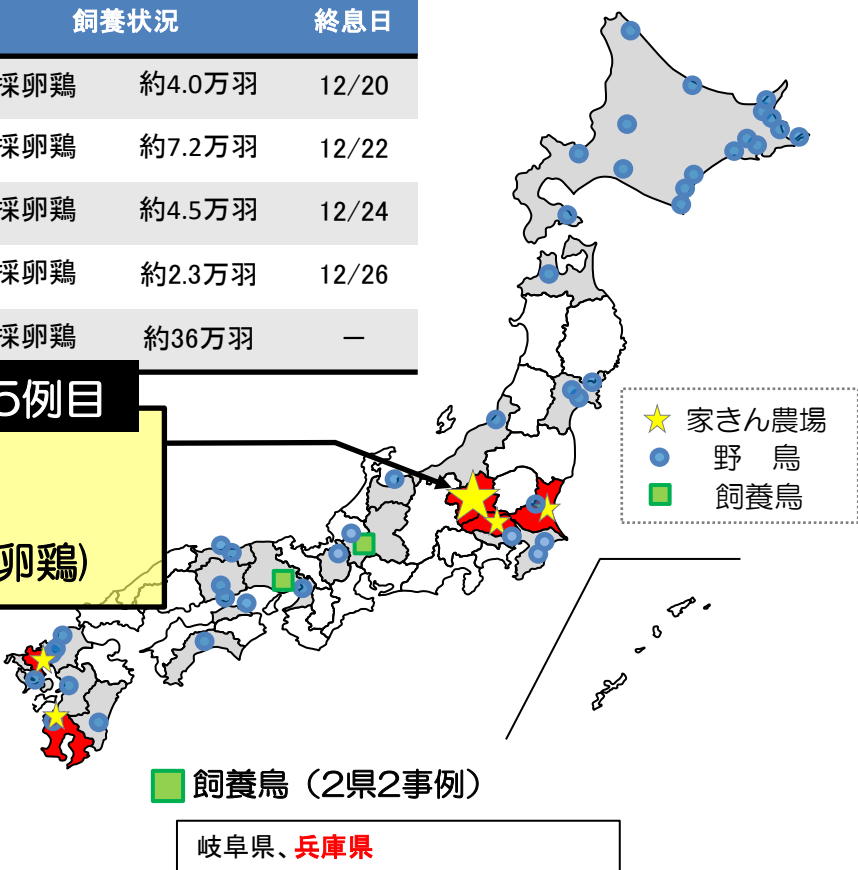 飼養状況 終息日
採卵鶏 約4.0万羽 12/20
採卵鶏 約7.2万羽 12/22
採卵鶏 約4.5万羽 12/24
採卵鶏 約2.3万羽 12/26
採卵鶏 約36万羽 －
5例目
卵鶏)
家きん農場
野 鳥
飼養鳥
飼養鳥（2県2事例）
岐阜県、兵庫県